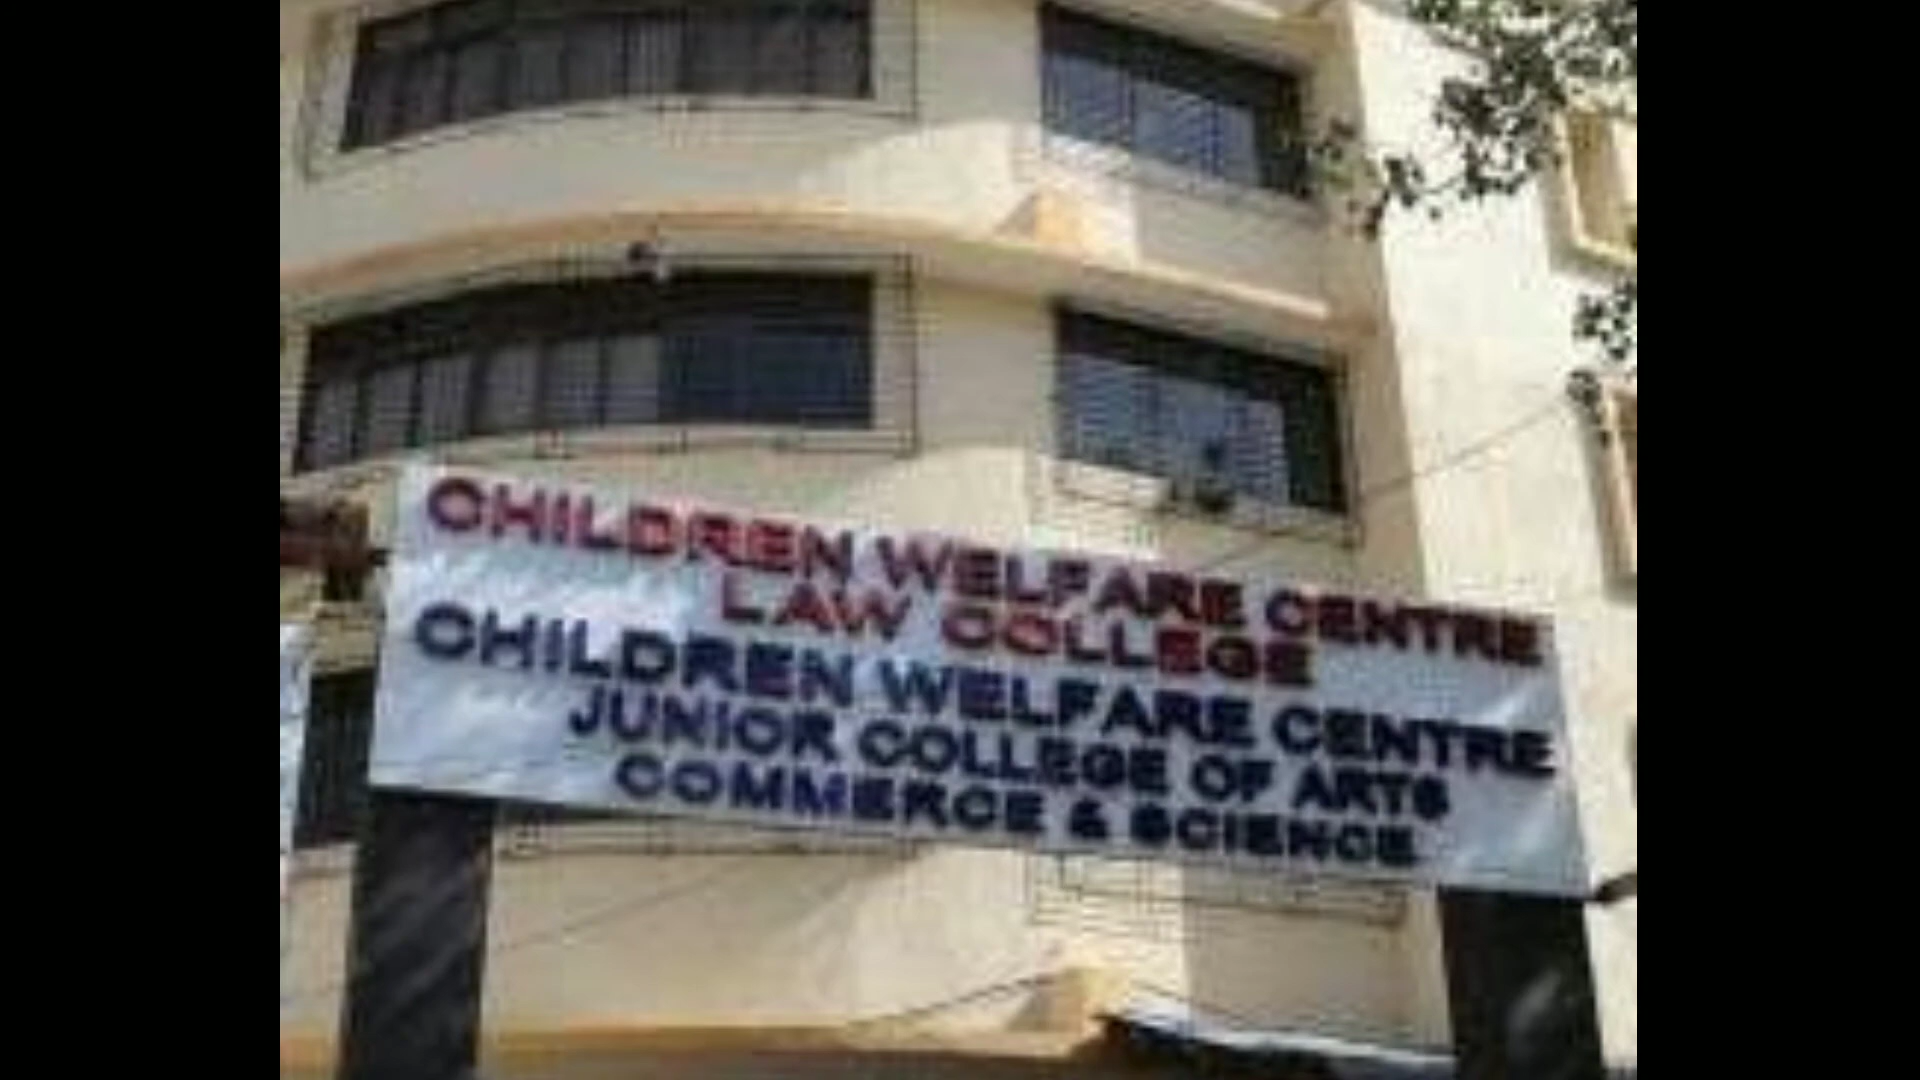 CHILDREN WELFARE CENTRE
LAW COLLEGE
CHILDREN WELFARE CENTRE
JUNIOR COLLEGE OF ARTS
COMMERCE & SCIENCE